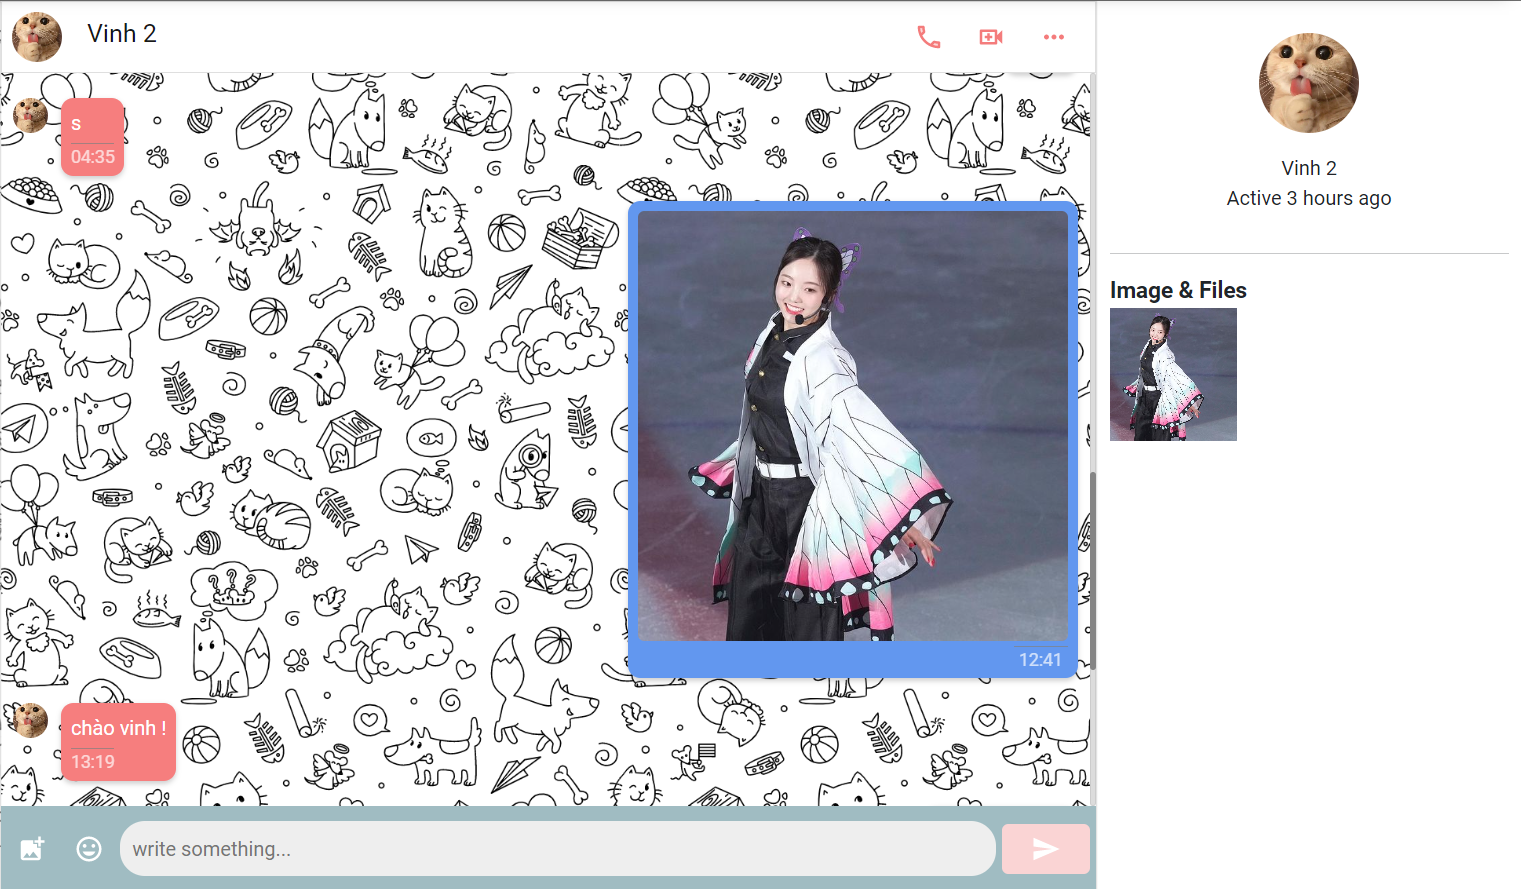 Vinh 2
s
04:35
12:41
chào vinh !
13:19
write something...
Vinh 2
Active 3 hours ago
Image & Files